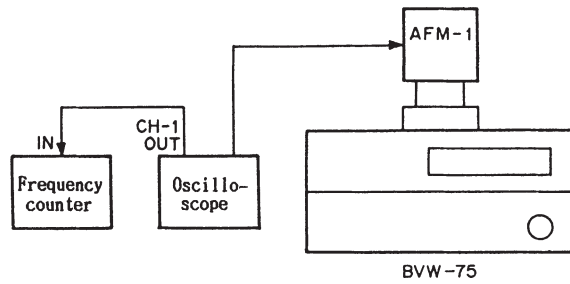 AFM-1
CH-1
OUT
IN
Frequency
counter
Oscillo-
scope
BVW-75